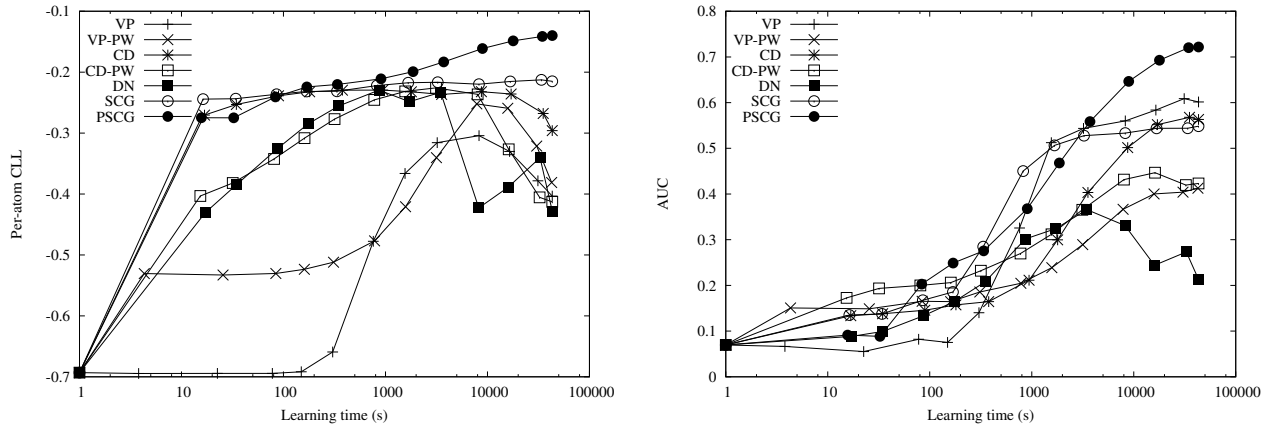 -0.1
-0.2
-0.3
-0.4
-0.5
-0.6
-0.7
Per-atom CLL
VP
VP-PW
CD
CD-PW
DN
SCG
PSCG
1 10 100 1000 10000 100000
Learning time (s)
0.8
0.7
0.6
0.5
0.4
0.3
0.2
0.1
0
AUC
VP
VP-PW
CD
CD-PW
DN
SCG
PSCG
1 10 100 1000 10000 100000
Learning time (s)